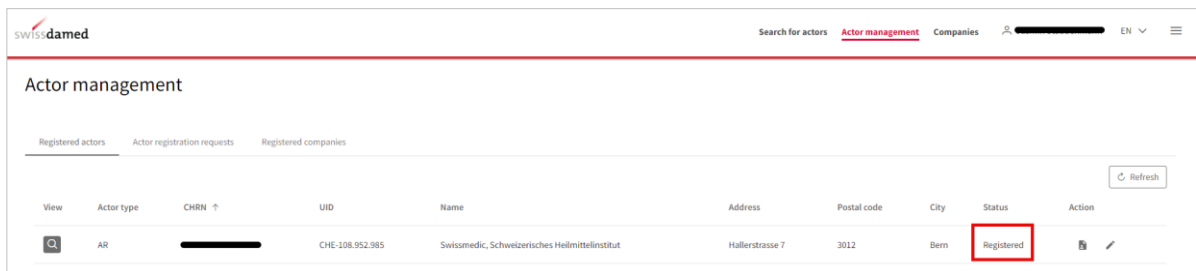 swissdamed
Search for actors Actor management Companies EN
Actor management
Registered actors Actor registration requests Registered companies
Refresh
View Actor type CHRN ↑ UID Name Address Postal code City Status Action
AR CHE-108.952.985 Swissmedic, Schweizerisches Heilmittelinstitut Hallerstrasse 7 3012 Bern Registered